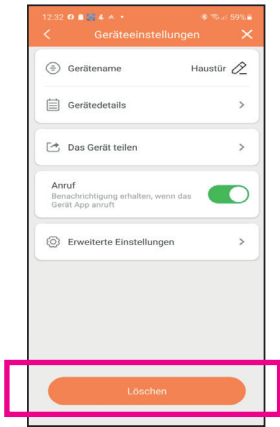 12:32
59%
Geräteeinstellungen
Gerätename Haustür
Gerätedetails
Das Gerät teilen
Anruf
Benachrichtigung erhalten, wenn das
Gerät App anruft
Erweiterte Einstellungen
Löschen